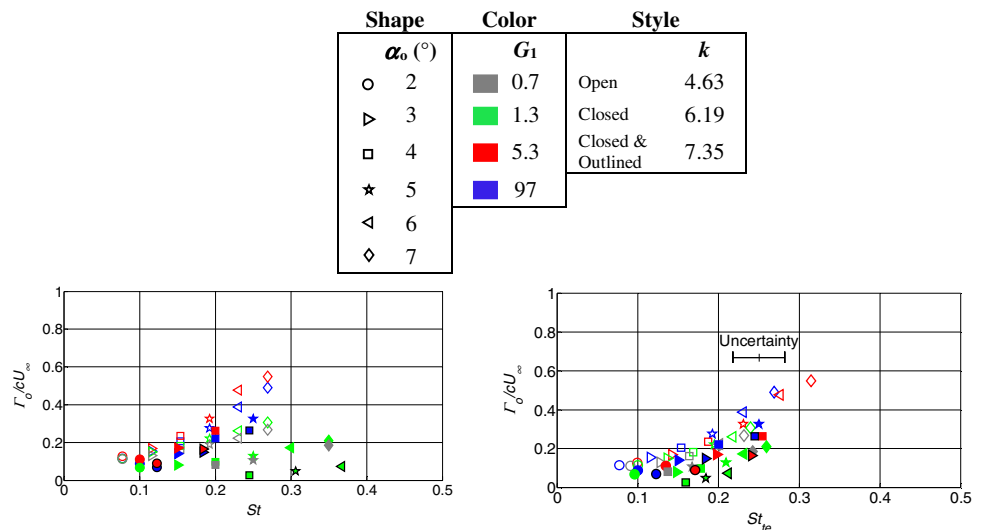 Shape Color Style
αo (°) G1 k
2 0.7 Open 4.63
3 1.3 Closed 6.19
4 5.3 Closed & Outlined 7.35
5 97
6
7
1
0.8
0.6
0.4
0.2
0
Γo/cU∞
0 0.1 0.2 0.3 0.4 0.5
St
1
0.8
0.6
0.4
0.2
0
Γo/cU∞
Uncertainty
0 0.1 0.2 0.3 0.4 0.5
St te